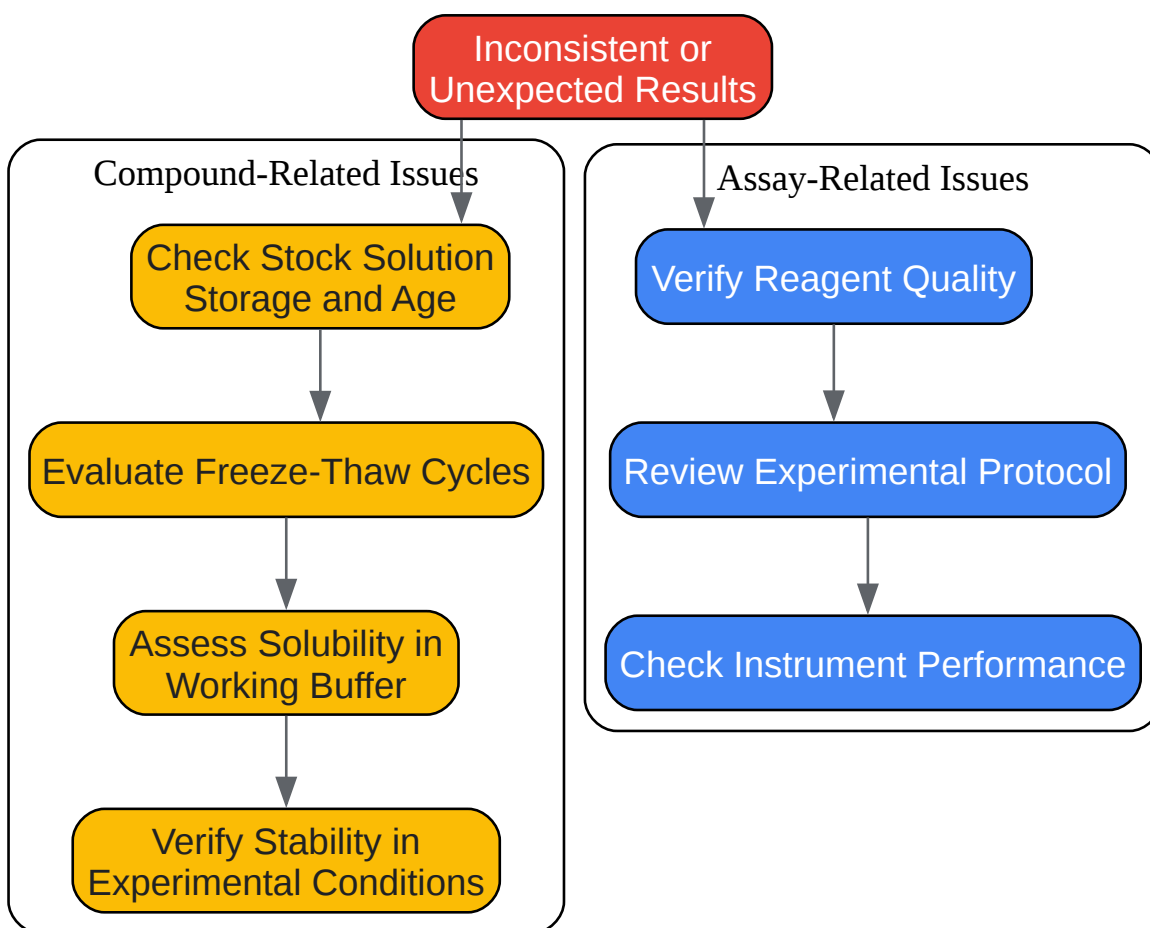 Inconsistent or
Unexpected Results
Compound-Related Issues
Check Stock Solution
Storage and Age
Evaluate Freeze-Thaw Cycles
Assess Solubility in
Working Buffer
Verify Stability in
Experimental Conditions
Assay-Related Issues
Verify Reagent Quality
Review Experimental Protocol
Check Instrument Performance